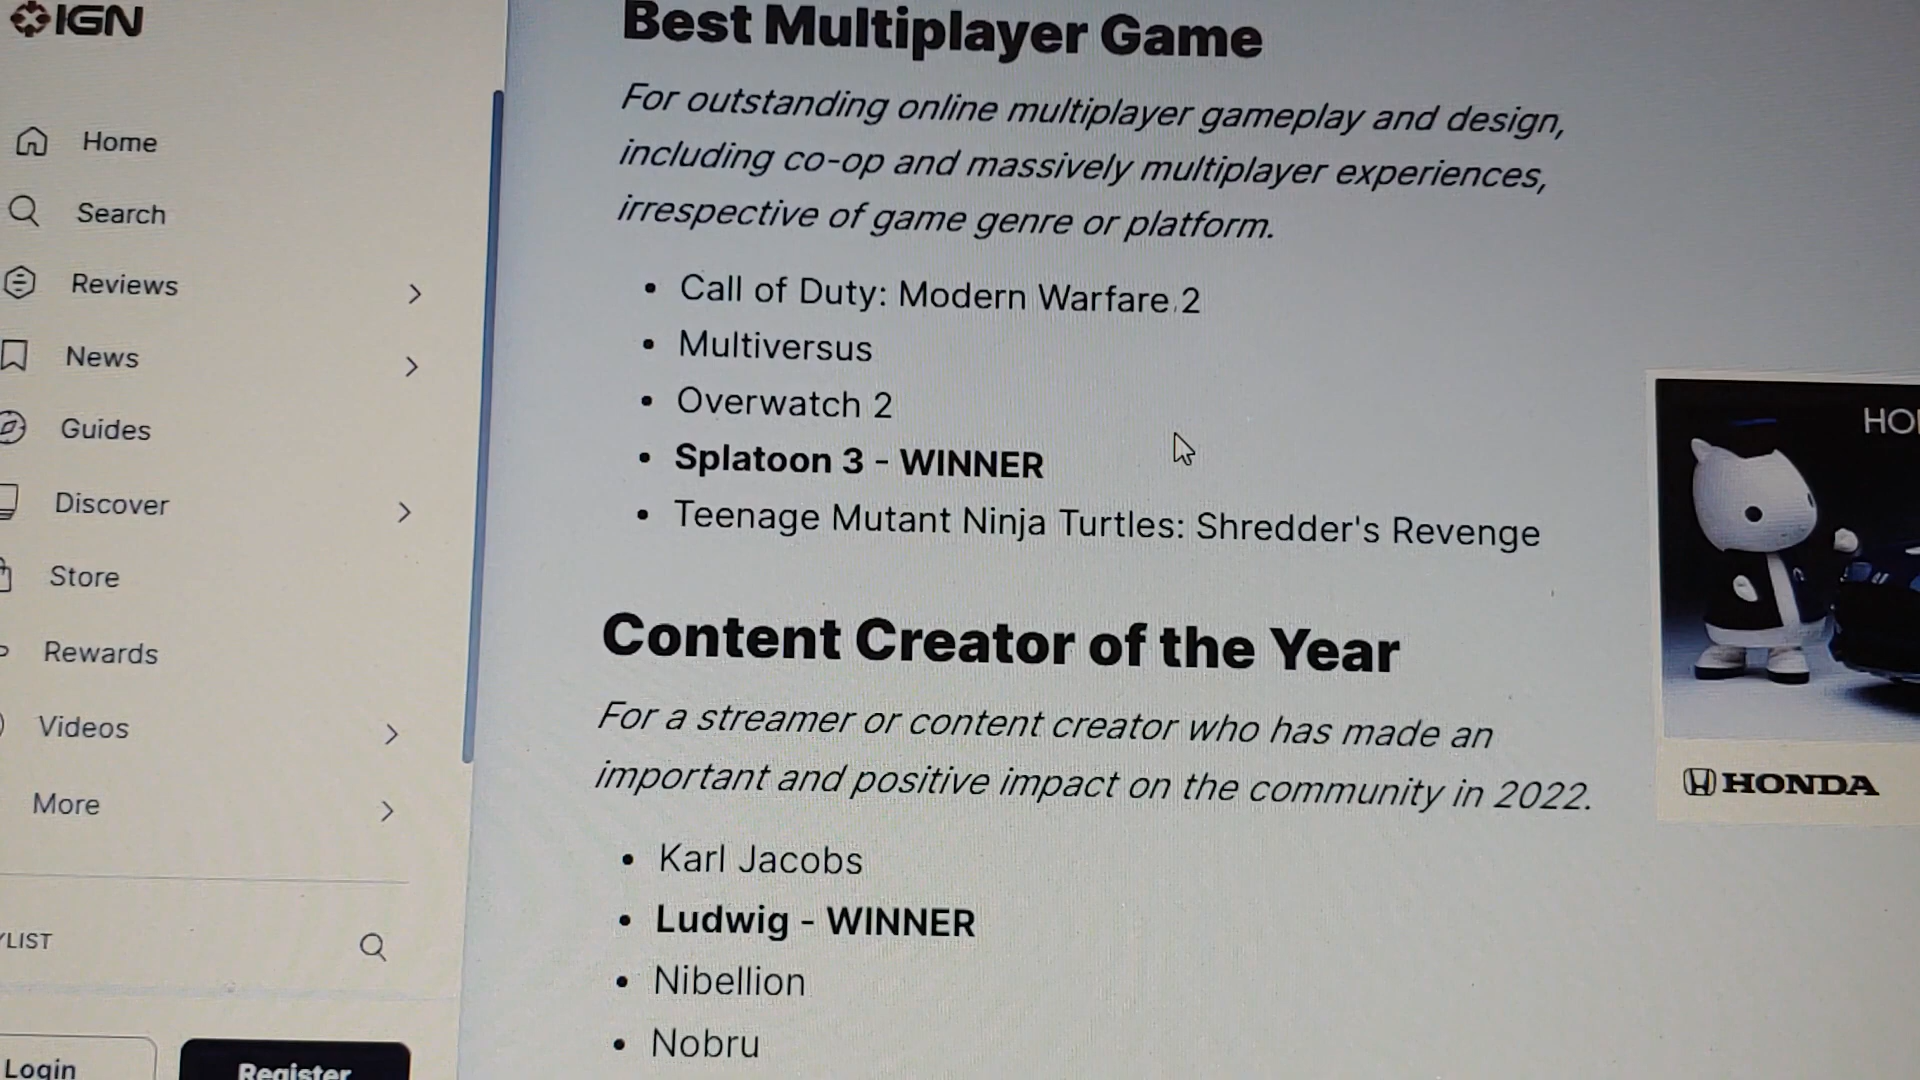 IGN
Home
Search
Reviews
News
Guides
Discover
Store
Rewards
Videos
More
Login
Register
Best Multiplayer Game
For outstanding online multiplayer gameplay and design,
including co-op and massively multiplayer experiences,
irrespective of game genre or platform.
• Call of Duty: Modern Warfare 2
• Multiversus
• Overwatch 2
• Splatoon 3 - WINNER
• Teenage Mutant Ninja Turtles: Shredder's Revenge
Content Creator of the Year
For a streamer or content creator who has made an
important and positive impact on the community in 2022.
• Karl Jacobs
• Ludwig - WINNER
• Nibellion
• Nobru
HONDA